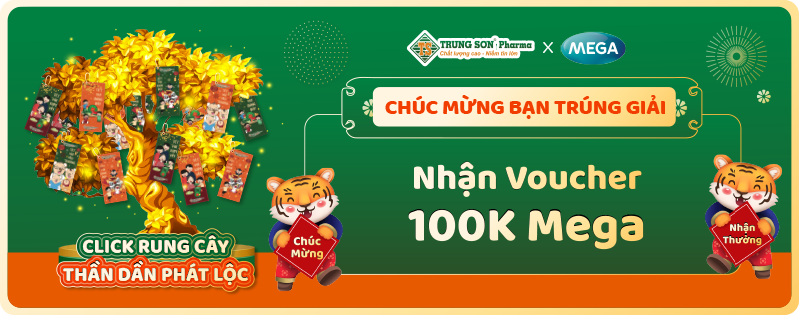 TRUNG SƠN Pharma
Chất lượng cao - Niềm tin lớn
X
MEGA
CHÚC MỪNG BẠN TRÚNG GIẢI
Nhận Voucher
100K Mega
Chúc
Mừng
Nhận
Thưởng
CLICK RUNG CÂY
THẦN DẦN PHÁT LỘC